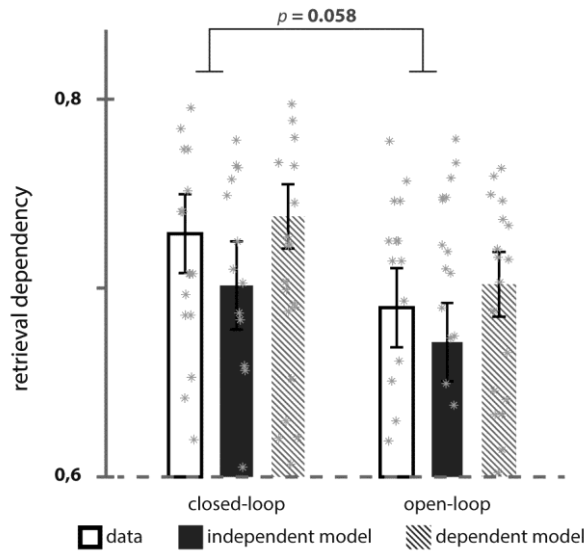 p = 0.058
0,8
retrieval dependency
0,6
closed-loop open-loop
data independent model dependent model